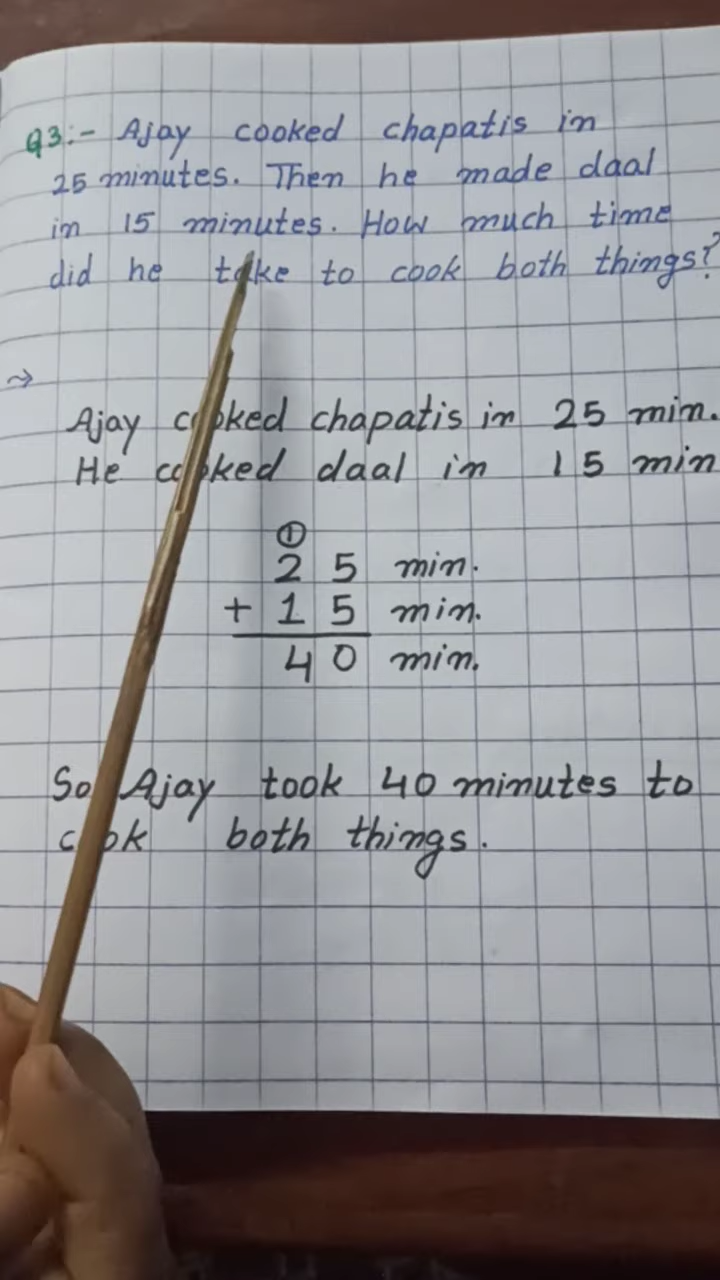 Q3:- Ajay cooked chapatis in
25 minutes. Then he made daal
in 15 minutes. How much time
did he take to cook both things?
→
Ajay cooked chapatis in 25 min.
He cooked daal in 15 min
①
2 5 min.
+ 1 5 min.
4 0 min.
So Ajay took 40 minutes to
cook both things.